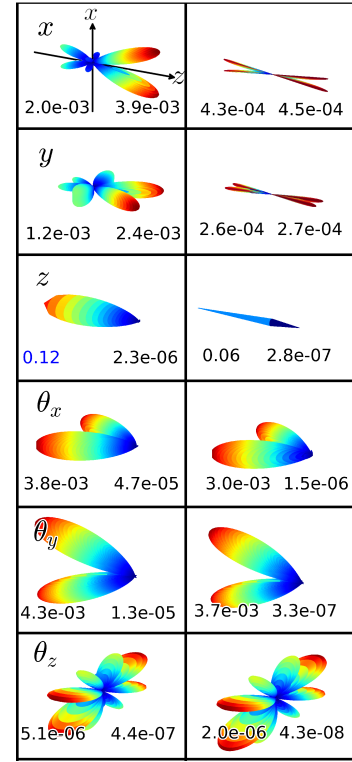 x
x
z
2.0e-03 3.9e-03
4.3e-04 4.5e-04
y
1.2e-03 2.4e-03
2.6e-04 2.7e-04
z
0.12 2.3e-06
0.06 2.8e-07
θ_x
3.8e-03 4.7e-05
3.0e-03 1.5e-06
θ_y
4.3e-03 1.3e-05
3.7e-03 3.3e-07
θ_z
5.1e-06 4.4e-07
2.0e-06 4.3e-08